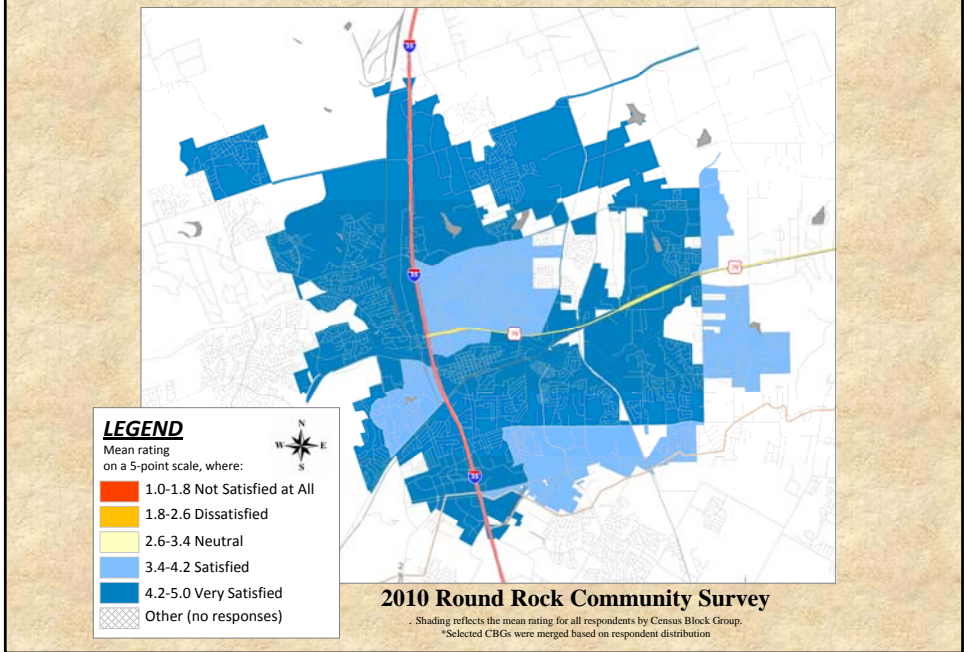 35
35
79
79
35
LEGEND
Mean rating
on a 5-point scale, where:
N
W E
S
1.0-1.8 Not Satisfied at All
1.8-2.6 Dissatisfied
2.6-3.4 Neutral
3.4-4.2 Satisfied
4.2-5.0 Very Satisfied
Other (no responses)
2010 Round Rock Community Survey
. Shading reflects the mean rating for all respondents by Census Block Group.
*Selected CBGs were merged based on respondent distribution